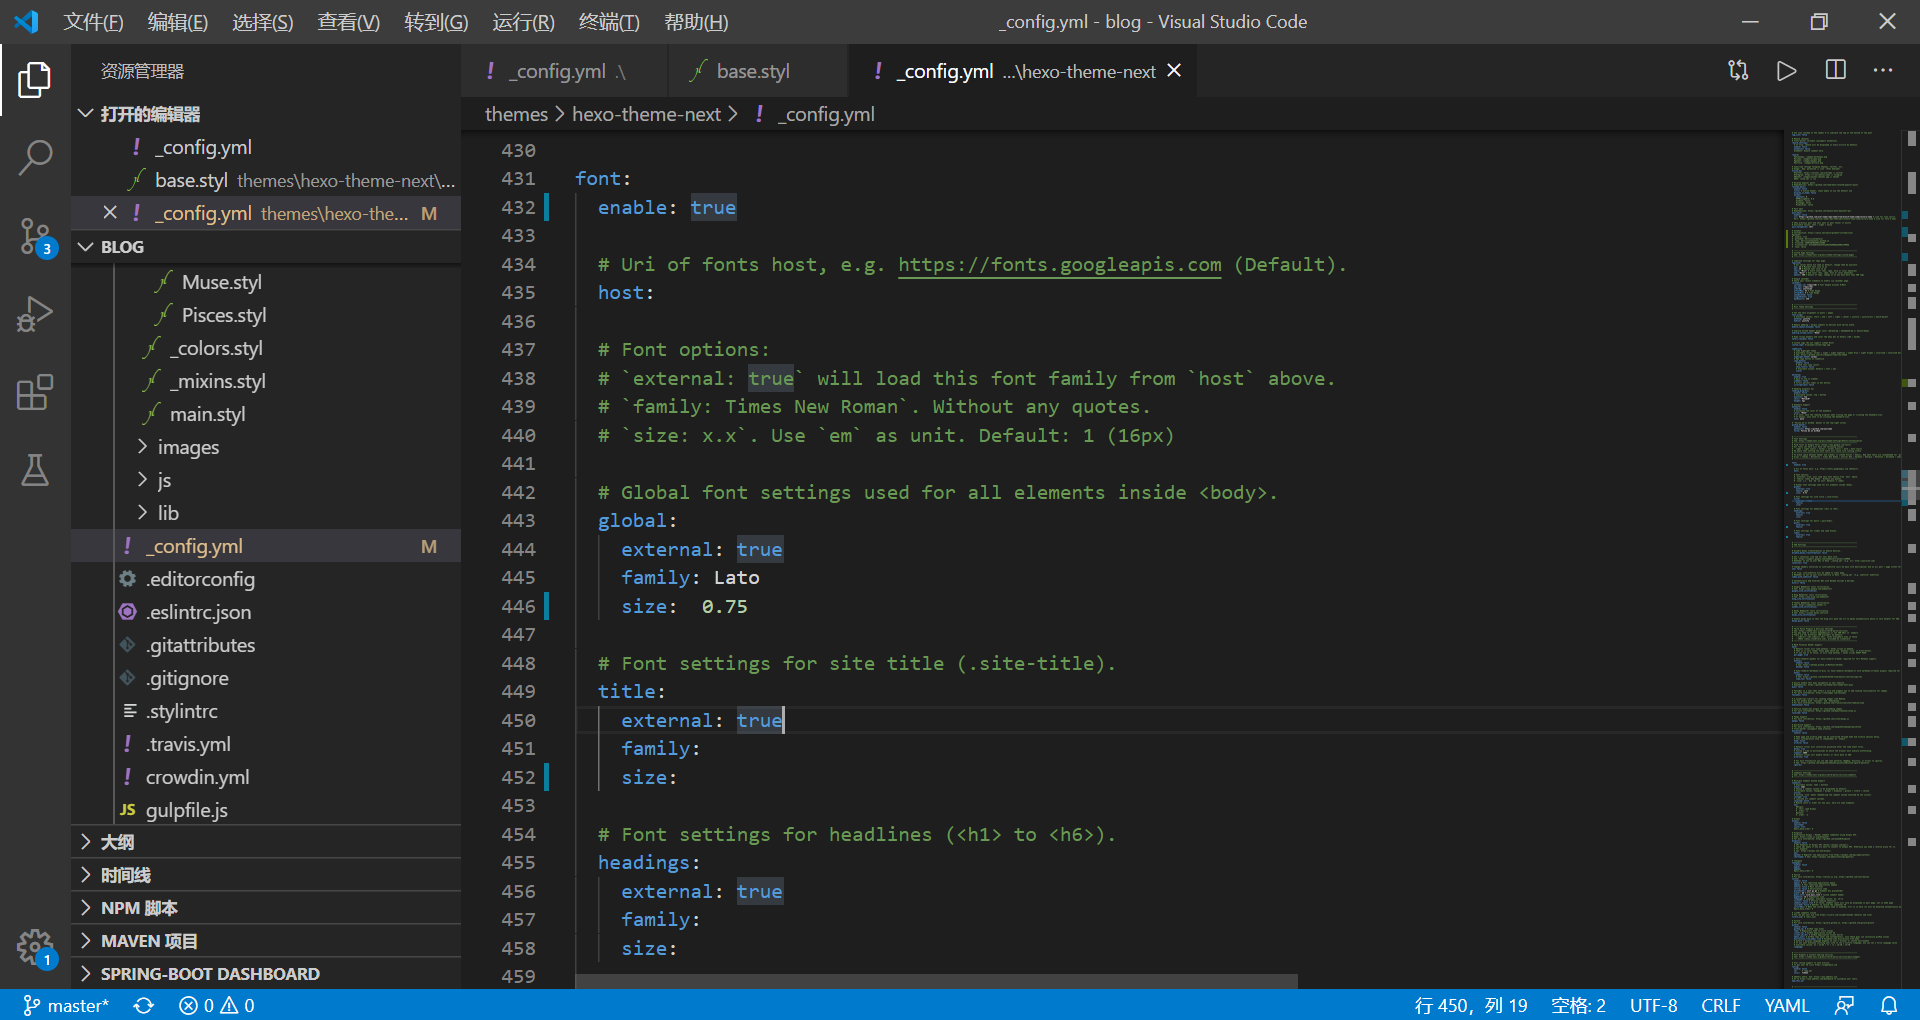 文件(F) 编辑(E) 选择(S) 查看(V) 转到(G) 运行(R) 终端(T) 帮助(H) _config.yml - blog - Visual Studio Code
资源管理器
打开的编辑器
! _config.yml
base.styl themes\hexo-theme-next\...
! _config.yml themes\hexo-the... M
BLOG
Muse.styl
Pisces.styl
_colors.styl
_mixins.styl
main.styl
images
js
lib
! _config.yml M
.editorconfig
.eslintrc.json
.gitattributes
.gitignore
.stylintrc
! .travis.yml
! crowdin.yml
JS gulpfile.js
大纲
时间线
NPM 脚本
MAVEN 项目
SPRING-BOOT DASHBOARD
3
1
! _config.yml .\ base.styl ! _config.yml ...\hexo-theme-next
themes > hexo-theme-next > ! _config.yml
430
431 font:
432 enable: true
433
434 # Uri of fonts host, e.g. https://fonts.googleapis.com (Default).
435 host:
436
437 # Font options:
438 # `external: true` will load this font family from `host` above.
439 # `family: Times New Roman`. Without any quotes.
440 # `size: x.x`. Use `em` as unit. Default: 1 (16px)
441
442 # Global font settings used for all elements inside <body>.
443 global:
444 external: true
445 family: Lato
446 size:  0.75
447
448 # Font settings for site title (.site-title).
449 title:
450 external: true
451 family:
452 size:
453
454 # Font settings for headlines (<h1> to <h6>).
455 headings:
456 external: true
457 family:
458 size:
459
master* 0 0 行 450，列 19 空格: 2 UTF-8 CRLF YAML